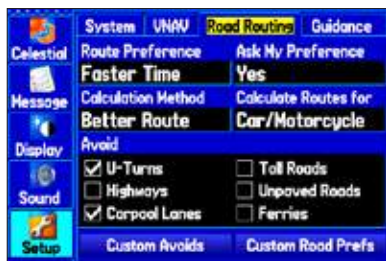 System VNAV Road Routing Guidance
Celestial
Route Preference Ask My Preference
Faster Time Yes
Message
Calculation Method Calculate Routes for
Better Route Car/Motorcycle
Display
Avoid
U-Turns Toll Roads
Sound
Highways Unpaved Roads
Carpool Lanes Ferries
Setup
Custom Avoids Custom Road Prefs